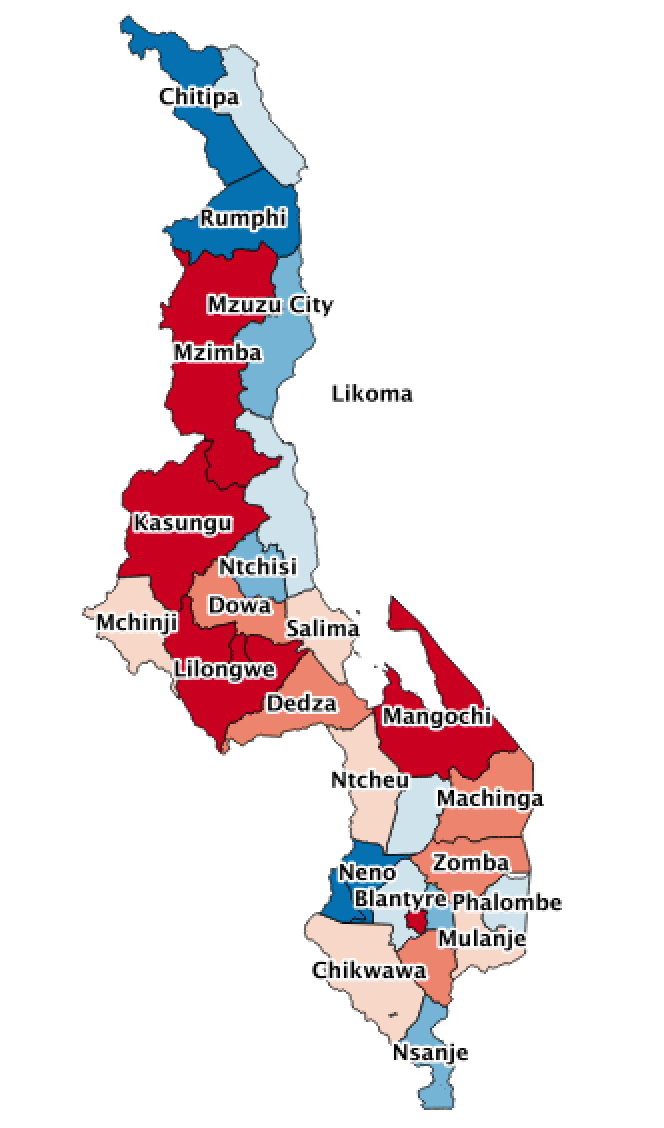 Chitipa
Rumphi
Mzuzu City
Mzimba
Likoma
Kasungu
Ntchisi
Dowa
Mchinji
Salima
Lilongwe
Dedza
Mangochi
Ntcheu
Machinga
Zomba
Neno
Blantyre
Phalombe
Mulanje
Chikwawa
Nsanje